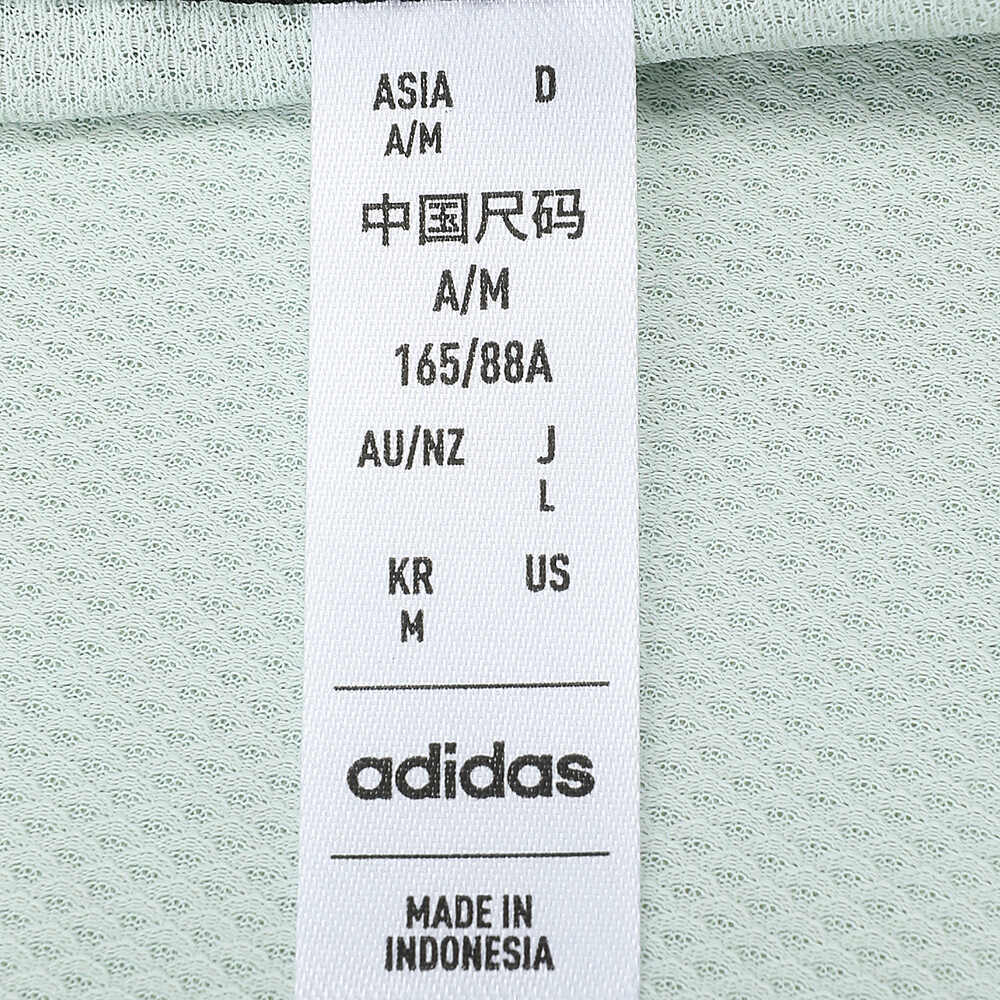 ASIA D
A/M
中国尺码
A/M
165/88A
AU/NZ J
L
KR US
M
adidas
MADE IN
INDONESIA